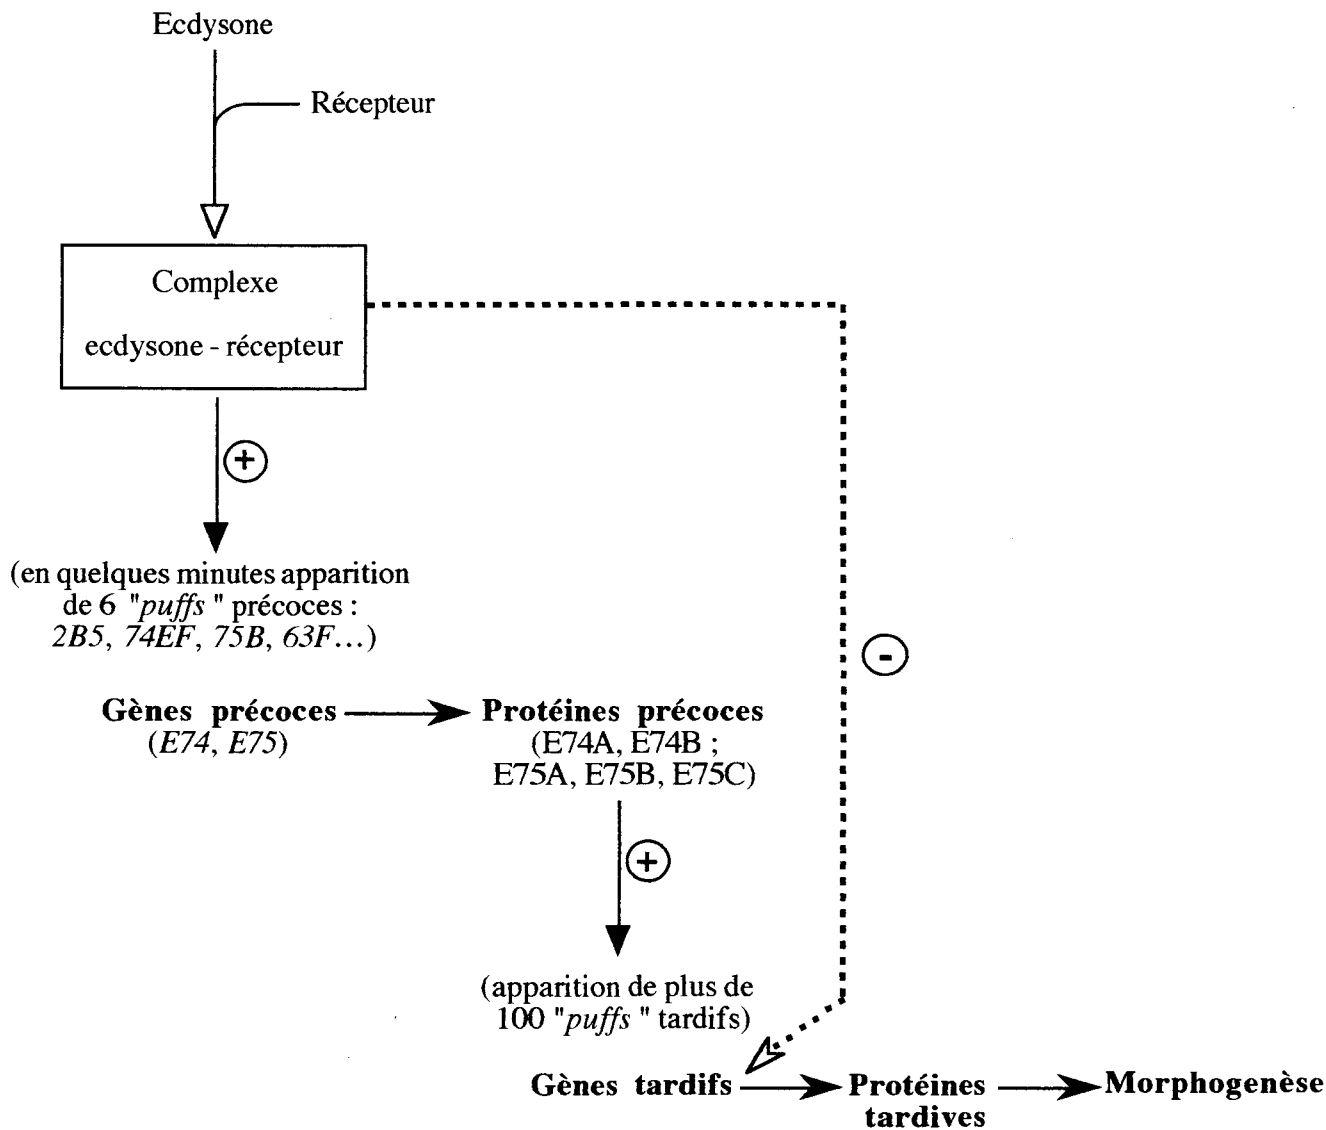 Ecdysone
Récepteur
Complexe
ecdysone - récepteur
+
(en quelques minutes apparition
de 6 "puffs " précoces :
2B5, 74EF, 75B, 63F...)
-
Gènes précoces
(E74, E75)
Protéines précoces
(E74A, E74B ;
E75A, E75B, E75C)
+
(apparition de plus de
100 "puffs " tardifs)
Gènes tardifs
Protéines
tardives
Morphogenèse